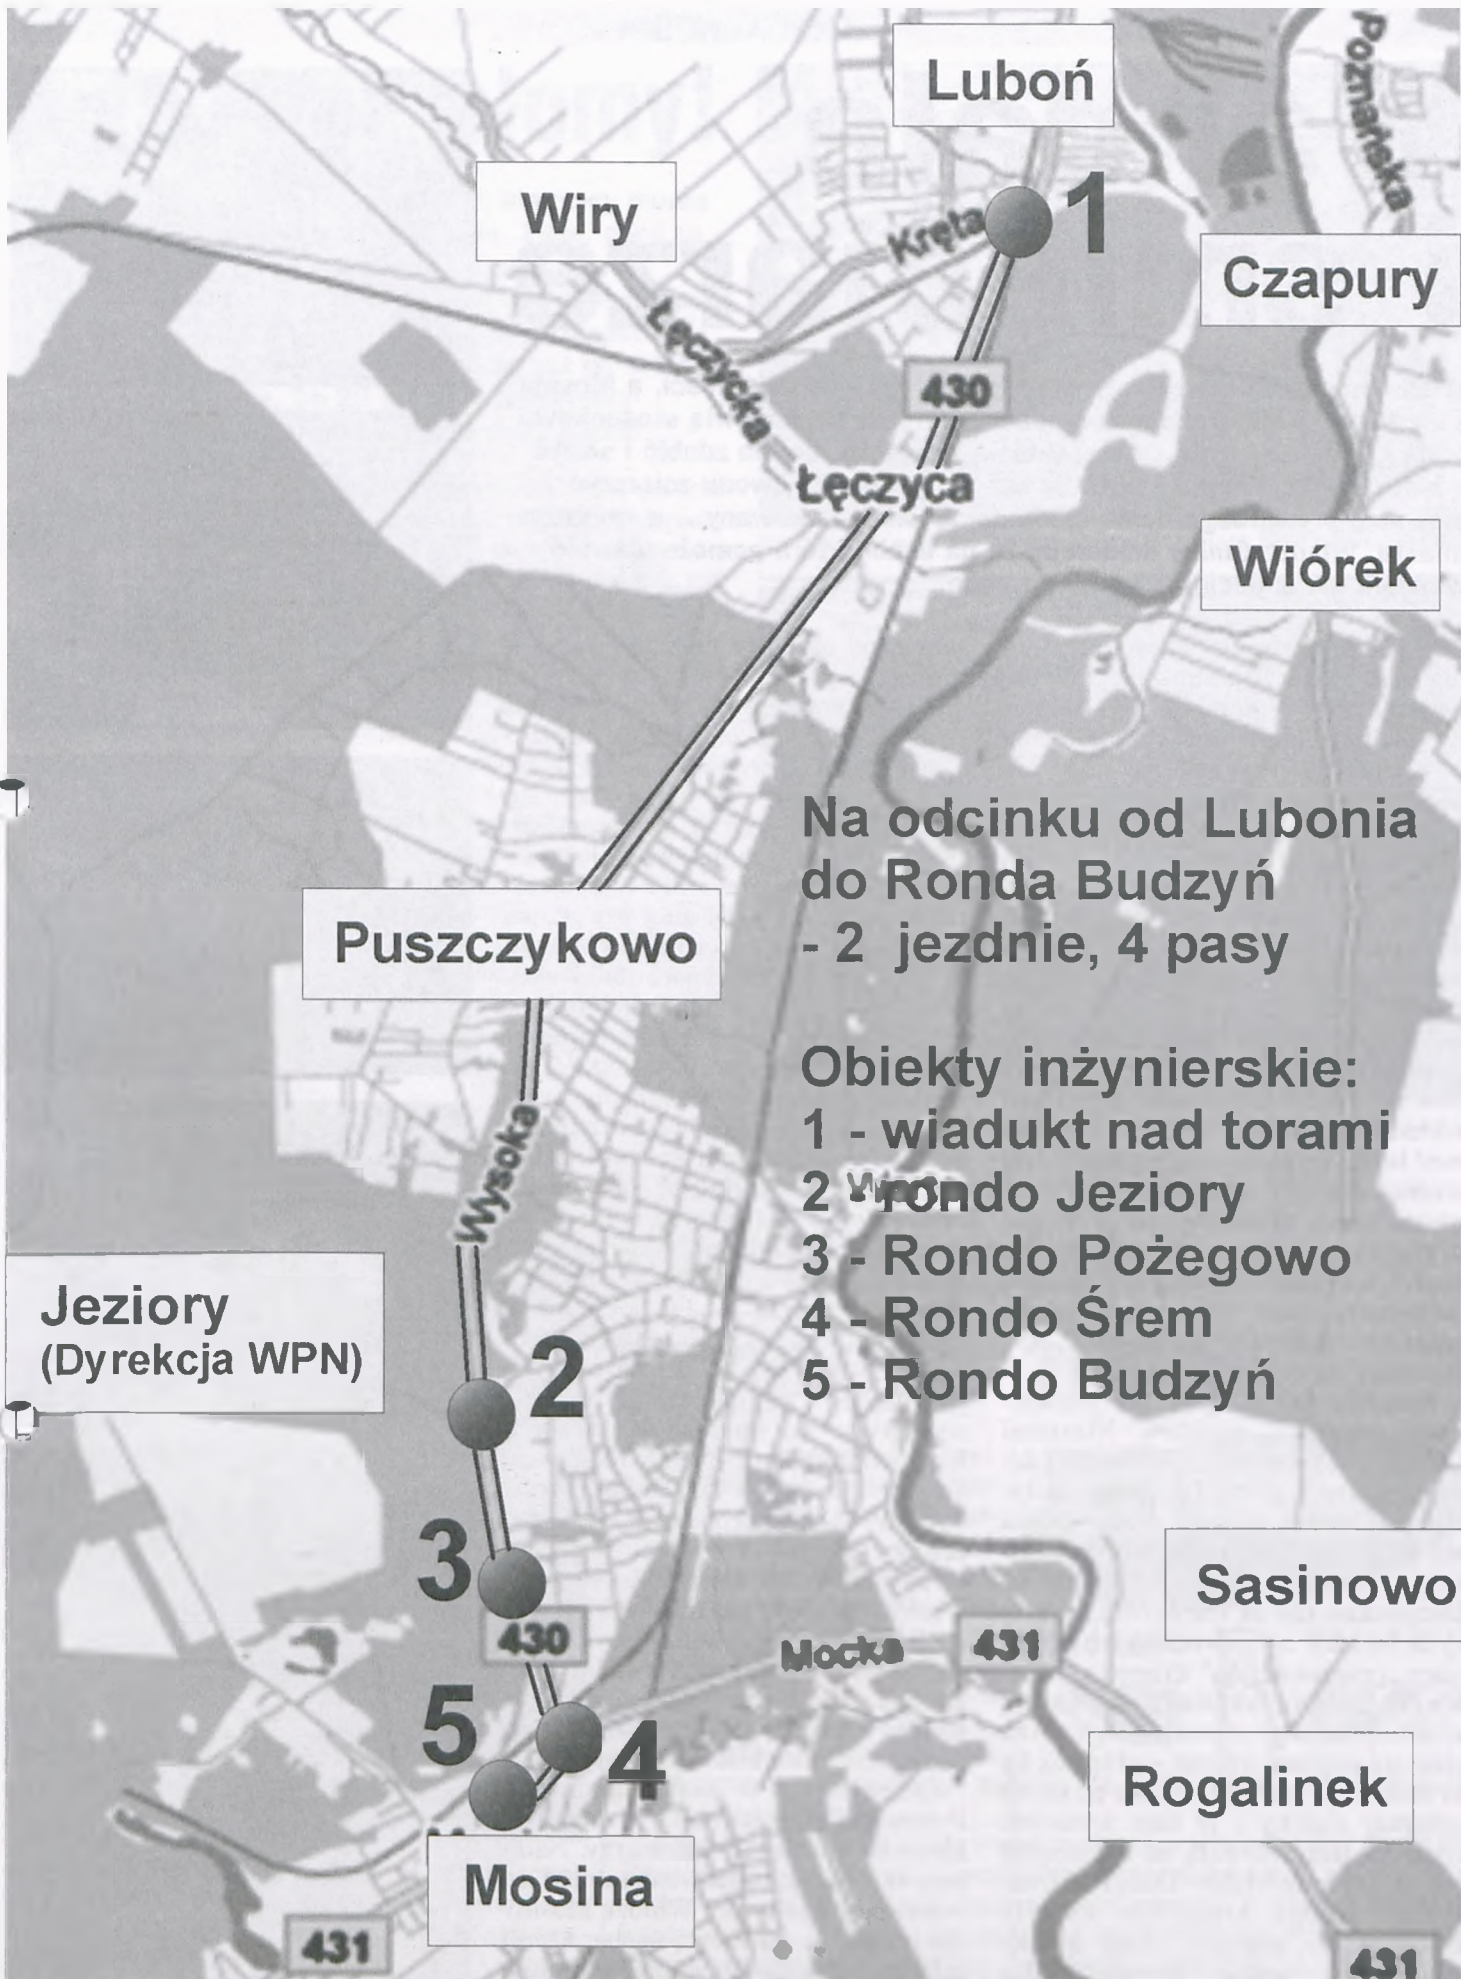 Luboń
Poznańska
Wiry
Kręta
1
Czapury
Łęczycka
430
Łęczyca
Wiórek
Na odcinku od Lubonia
do Ronda Budzyń
- 2 jezdnie, 4 pasy
Puszczykowo
Obiekty inżynierskie:
1 - wiadukt nad torami
2 - rondo Jeziory
3 - Rondo Pożegowo
4 - Rondo Śrem
5 - Rondo Budzyń
Wysoka
Jeziory
(Dyrekcja WPN)
2
3
430
Sasinowo
Mocka
431
5
4
Rogalinek
Mosina
431
431